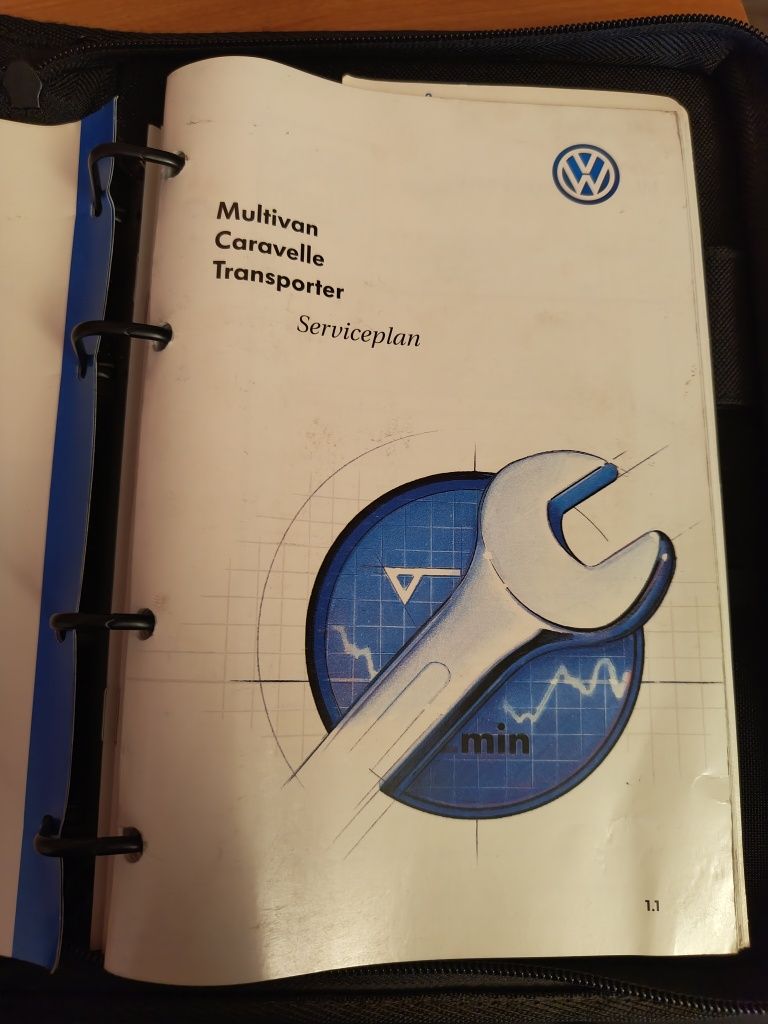 Multivan
Caravelle
Transporter
Serviceplan
min
1.1